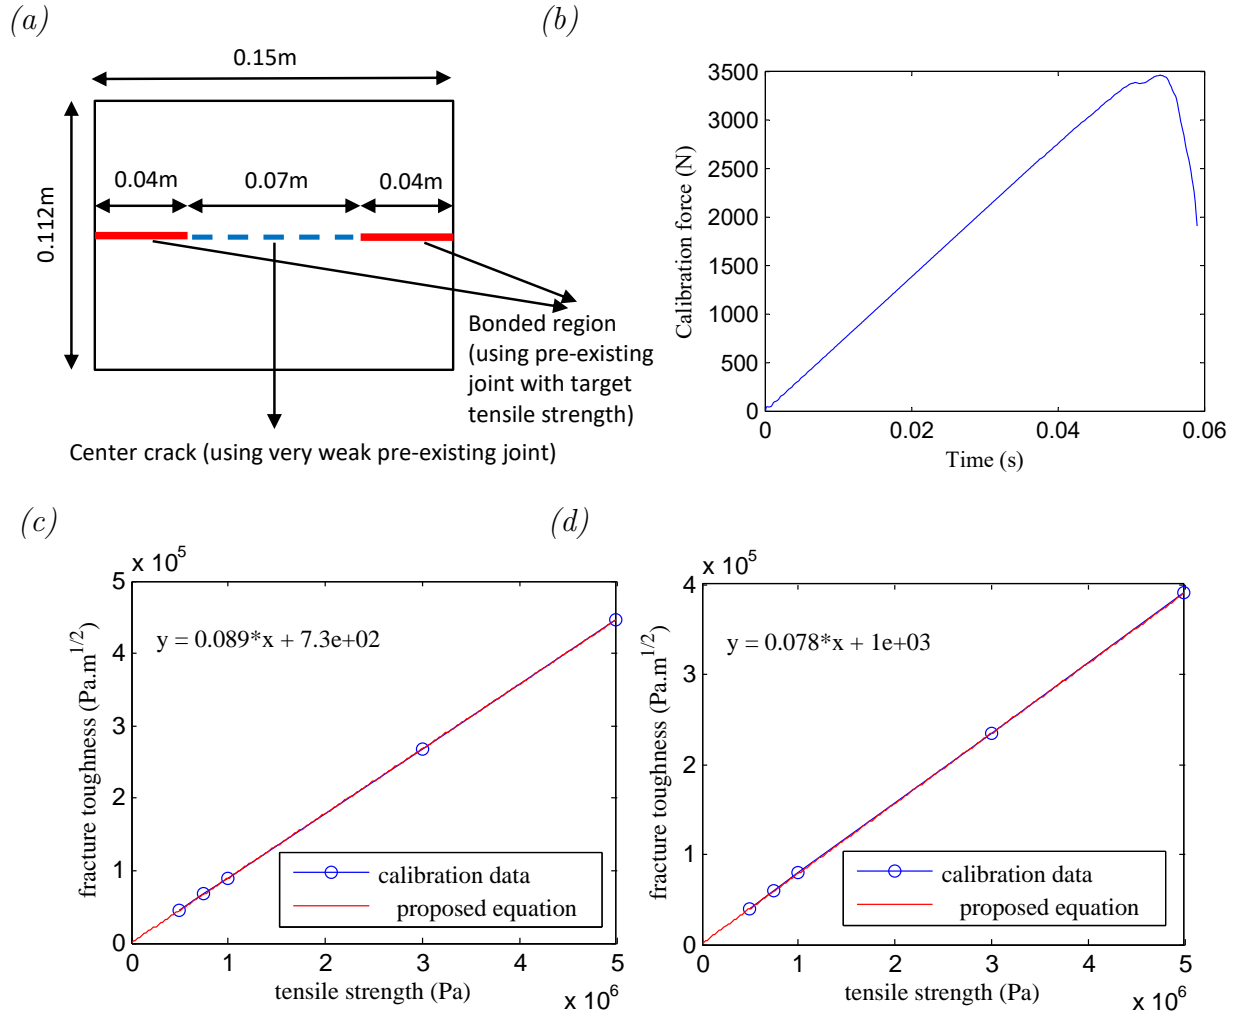 (a)
0.15m
0.112m
0.04m
0.07m
0.04m
Bonded region
(using pre-existing
joint with target
tensile strength)
Center crack (using very weak pre-existing joint)
(b)
Calibration force (N)
3500
3000
2500
2000
1500
1000
500
0
0
0.02
0.04
0.06
Time (s)
(c)
x 10^5
fracture toughness (Pa.m^1/2)
5
4
3
2
1
0
y = 0.089*x + 7.3e+02
calibration data
proposed equation
0
1
2
3
4
5
tensile strength (Pa)
x 10^6
(d)
x 10^5
fracture toughness (Pa.m^1/2)
4
3
2
1
0
y = 0.078*x + 1e+03
calibration data
proposed equation
0
1
2
3
4
5
tensile strength (Pa)
x 10^6